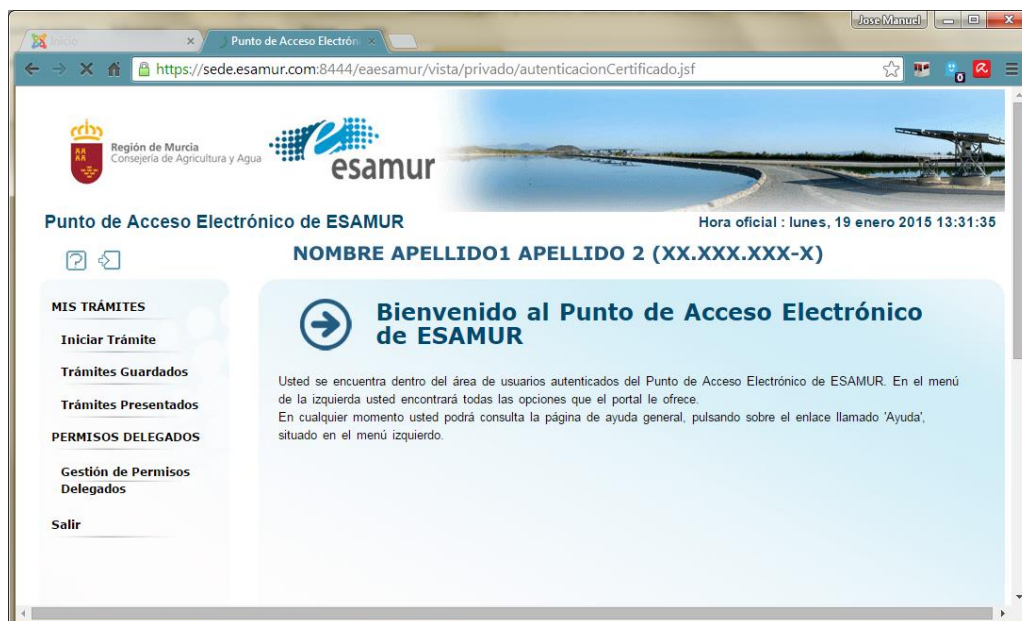 Jose Manuel
Inicio
Punto de Acceso Electrón
https://sede.esamur.com:8444/eaesamur/vista/privado/autenticacionCertificado.jsf
0
Región de Murcia
Consejería de Agricultura y Agua
esamur
Punto de Acceso Electrónico de ESAMUR
Hora oficial : lunes, 19 enero 2015 13:31:35
NOMBRE APELLIDO1 APELLIDO 2 (XX.XXX.XXX-X)
MIS TRÁMITES
Iniciar Trámite
Trámites Guardados
Trámites Presentados
PERMISOS DELEGADOS
Gestión de Permisos
Delegados
Salir
Bienvenido al Punto de Acceso Electrónico
de ESAMUR
Usted se encuentra dentro del área de usuarios autenticados del Punto de Acceso Electrónico de ESAMUR. En el menú
de la izquierda usted encontrará todas las opciones que el portal le ofrece.
En cualquier momento usted podrá consulta la página de ayuda general, pulsando sobre el enlace llamado 'Ayuda',
situado en el menú izquierdo.